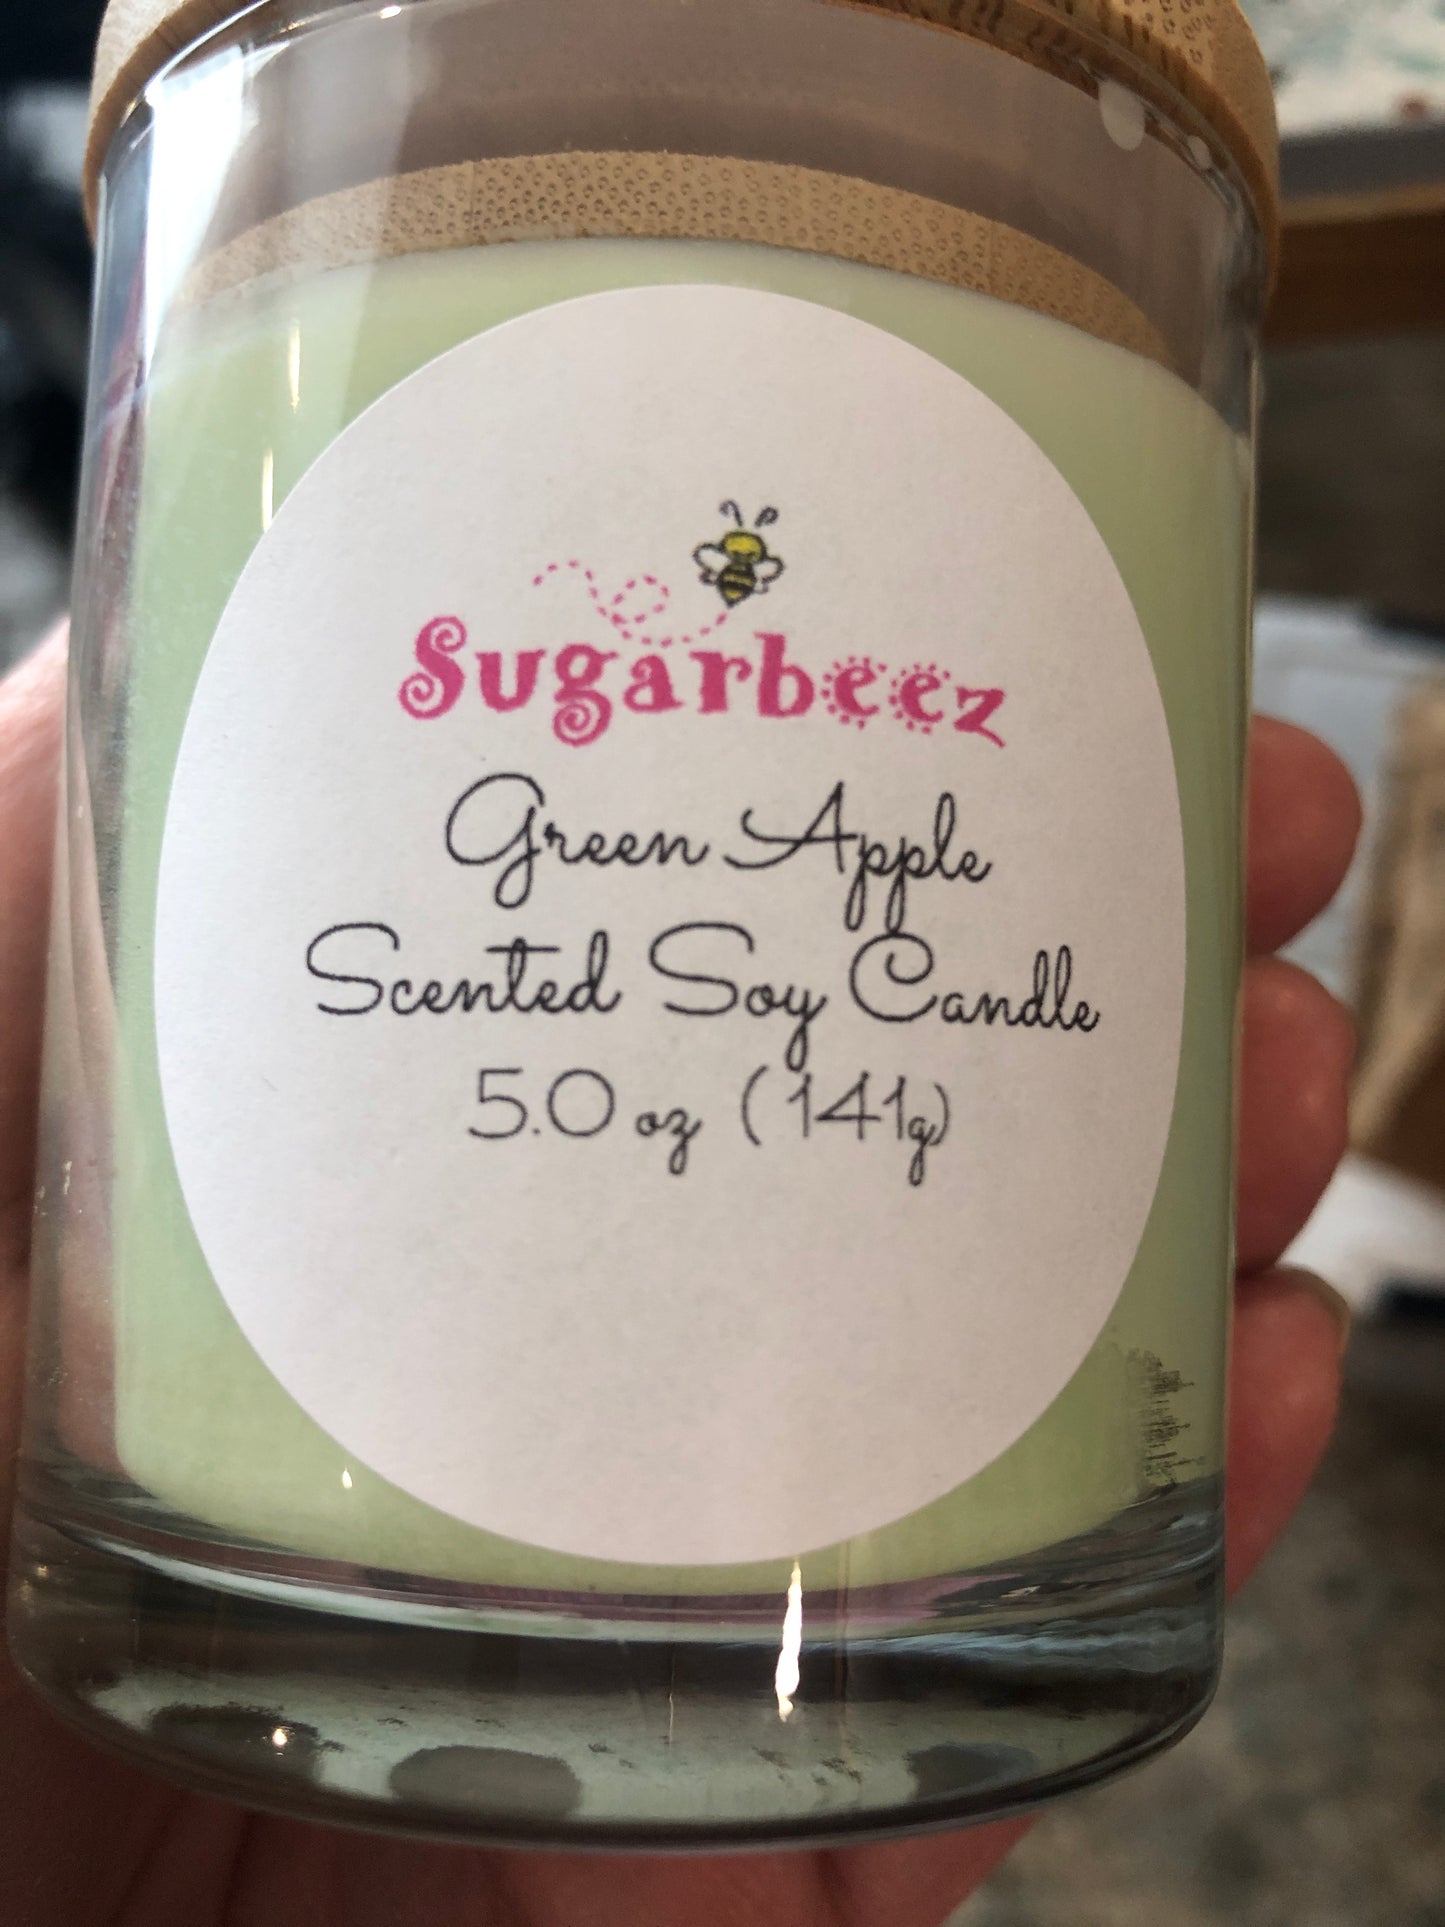 Sugarbeez
Green Apple
Scented Soy Candle
5.0 oz (141g)